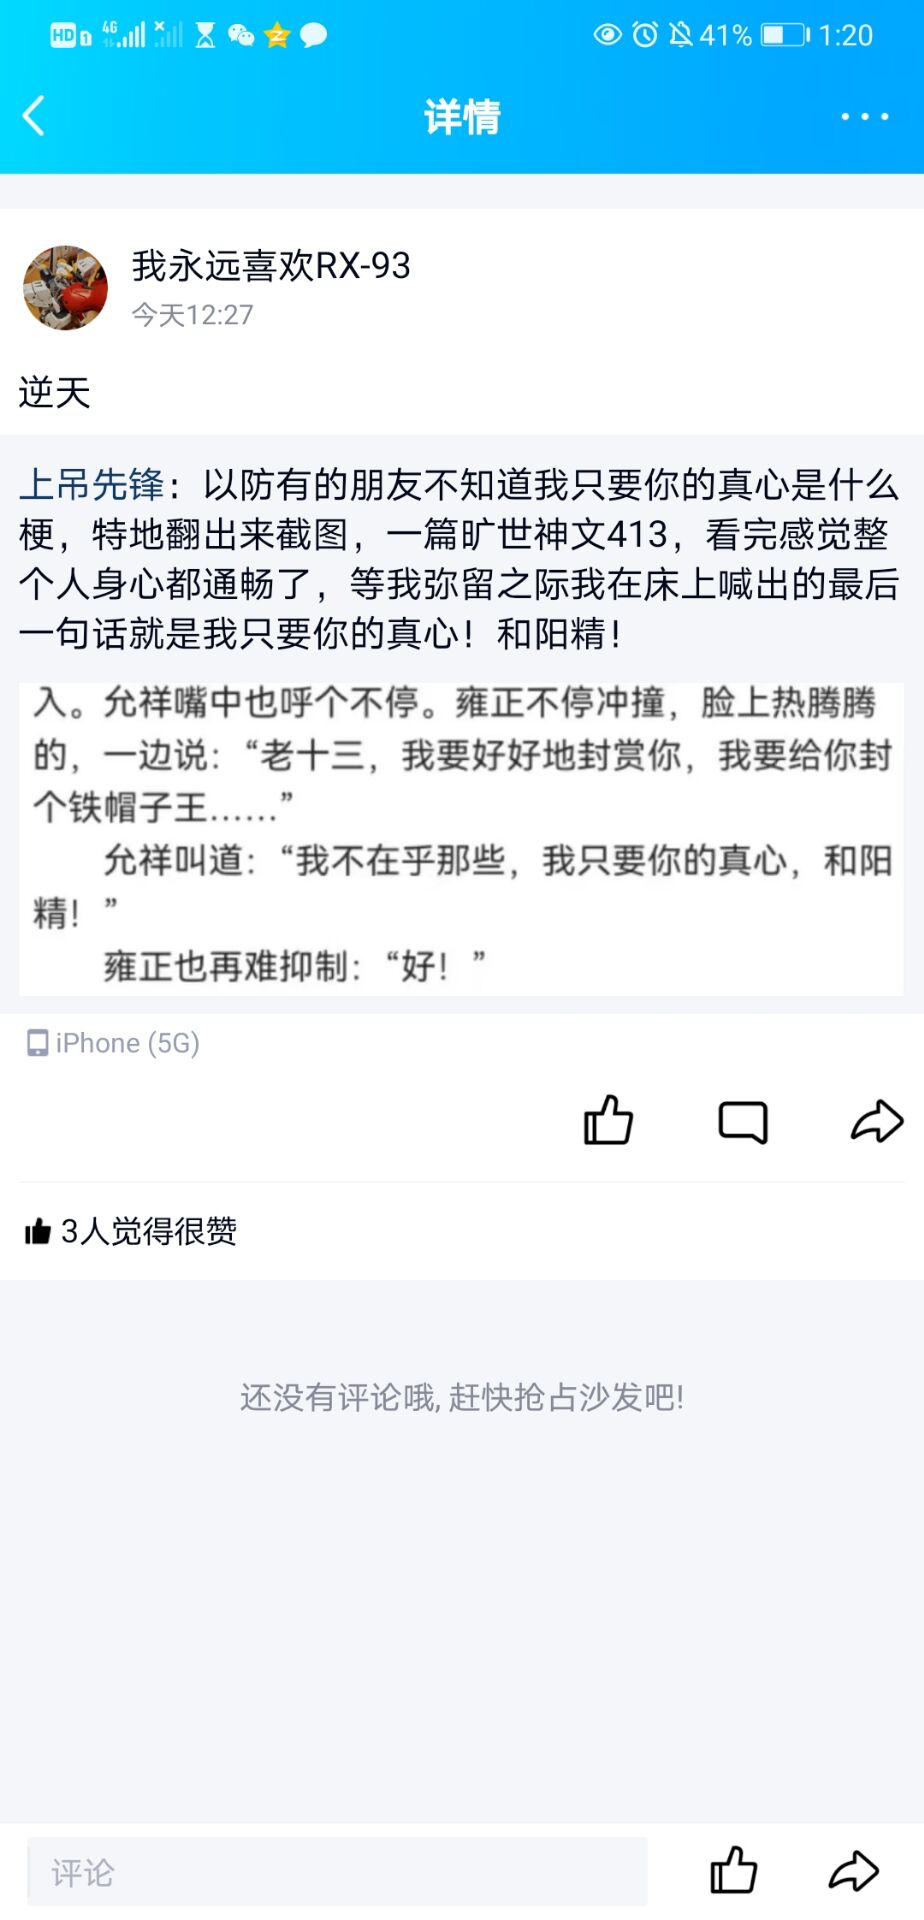 HD 1 4G 41% 1:20
详情
我永远喜欢RX-93
今天12:27
逆天
上吊先锋：以防有的朋友不知道我只要你的真心是什么
梗，特地翻出来截图，一篇旷世神文413，看完感觉整
个人身心都通畅了，等我弥留之际我在床上喊出的最后
一句话就是我只要你的真心！和阳精！
入。允祥嘴中也呼个不停。雍正不停冲撞，脸上热腾腾
的，一边说：“老十三，我要好好地封赏你，我要给你封
个铁帽子王……”
允祥叫道：“我不在乎那些，我只要你的真心，和阳
精！”
雍正也再难抑制：“好！”
iPhone (5G)
3人觉得很赞
还没有评论哦, 赶快抢占沙发吧!
评论